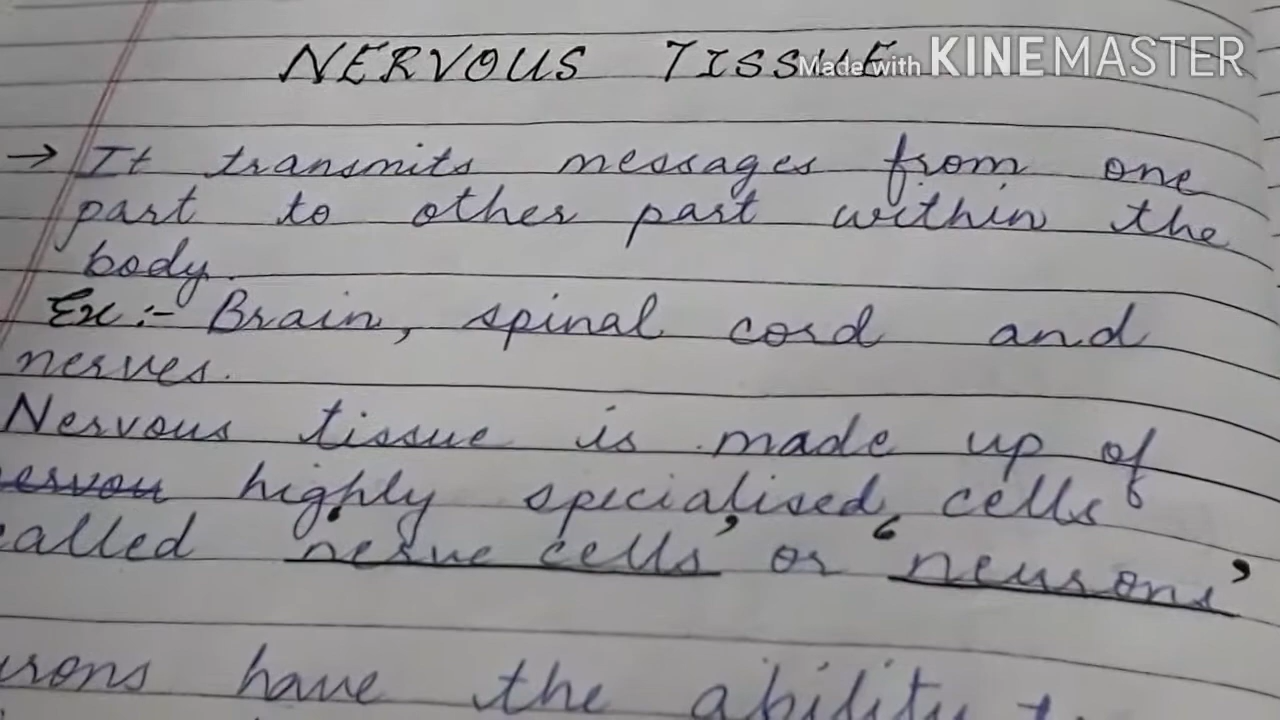 NERVOUS TISSUE
Made with KINEMASTER
→ It transmits messages from one
part to other part within the
body.
Ex:- Brain, spinal cord and
nerves.
Nervous tissue is made up of
highly specialised cells
called 'nerve cells' or 'neurons'
have the ability